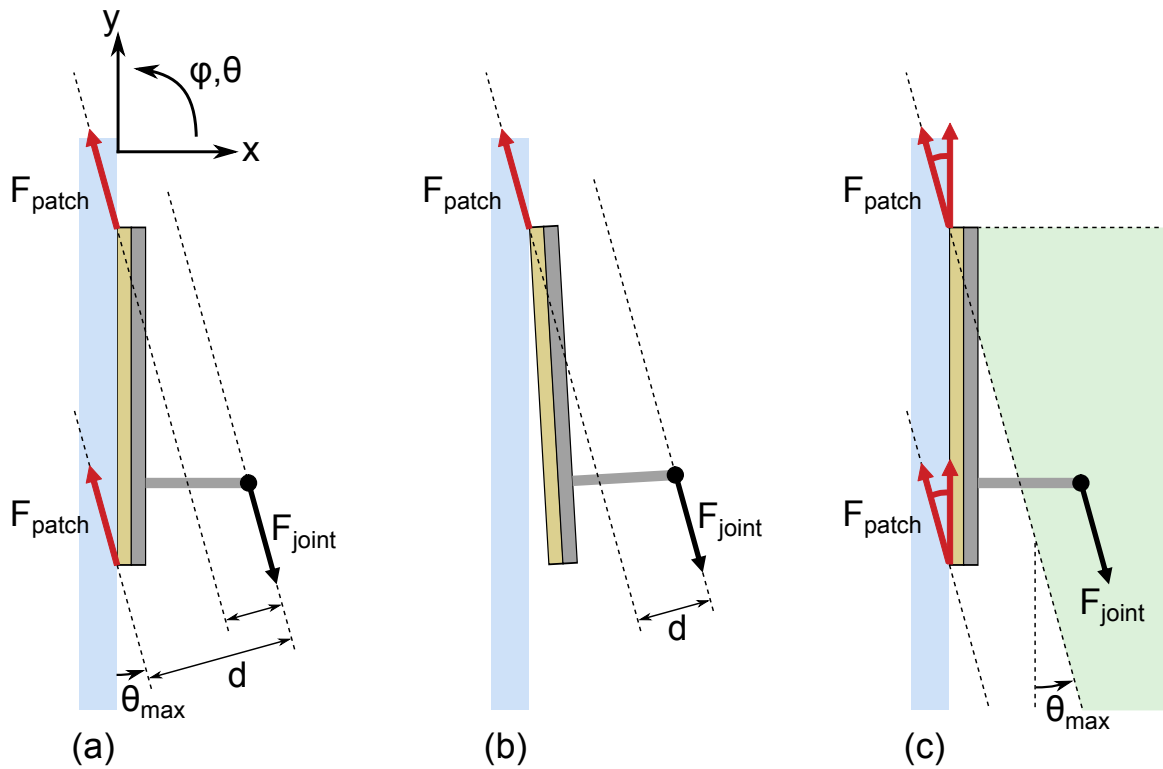 y
φ,θ
x
F_patch
F_patch
F_joint
d
θ_max
(a)
F_patch
F_joint
d
(b)
F_patch
F_patch
F_joint
θ_max
(c)